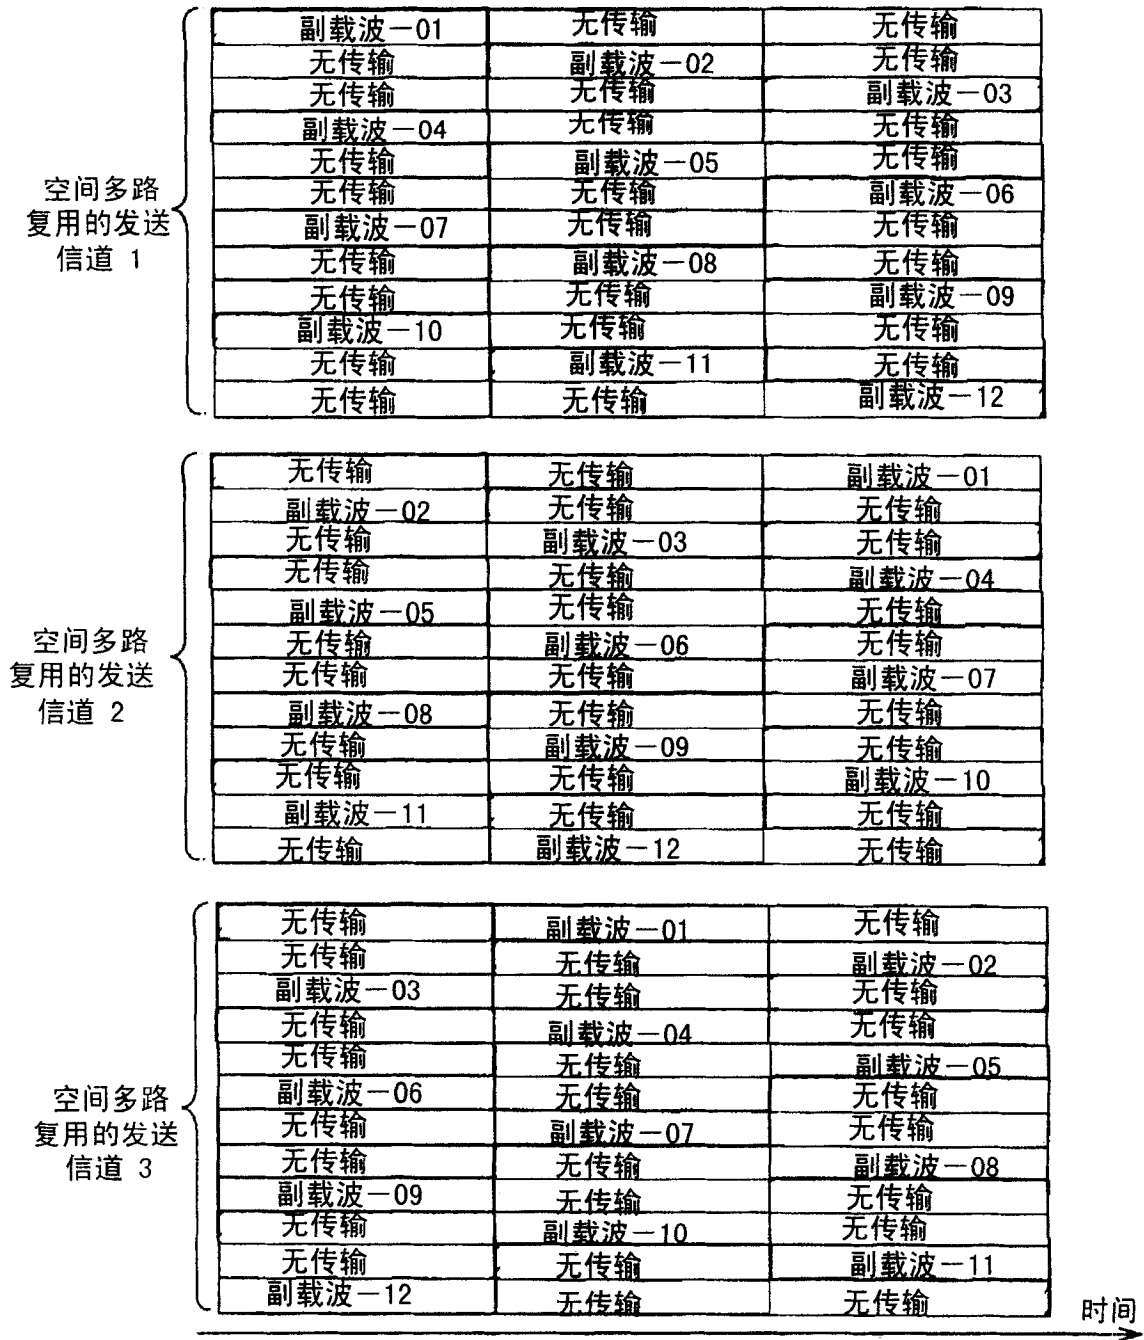 副载波－01 无传输 无传输
无传输 副载波－02 无传输
无传输 无传输 副载波－03
副载波－04 无传输 无传输
无传输 副载波－05 无传输
无传输 无传输 副载波－06
副载波－07 无传输 无传输
无传输 副载波－08 无传输
无传输 无传输 副载波－09
副载波－10 无传输 无传输
无传输 副载波－11 无传输
无传输 无传输 副载波－12
空间多路
复用的发送
信道 1
无传输 无传输 副载波－01
副载波－02 无传输 无传输
无传输 副载波－03 无传输
无传输 无传输 副载波－04
副载波－05 无传输 无传输
无传输 副载波－06 无传输
无传输 无传输 副载波－07
副载波－08 无传输 无传输
无传输 副载波－09 无传输
无传输 无传输 副载波－10
副载波－11 无传输 无传输
无传输 副载波－12 无传输
空间多路
复用的发送
信道 2
无传输 副载波－01 无传输
无传输 无传输 副载波－02
副载波－03 无传输 无传输
无传输 副载波－04 无传输
无传输 无传输 副载波－05
副载波－06 无传输 无传输
无传输 副载波－07 无传输
无传输 无传输 副载波－08
副载波－09 无传输 无传输
无传输 副载波－10 无传输
无传输 无传输 副载波－11
副载波－12 无传输 无传输
空间多路
复用的发送
信道 3
时间